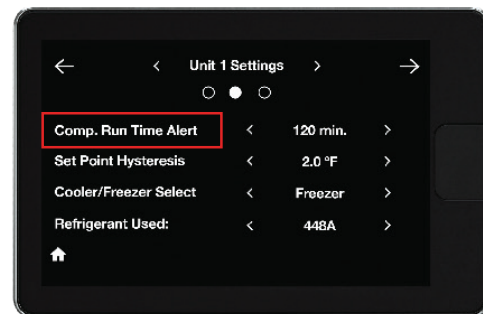 Unit 1 Settings
Comp. Run Time Alert 120 min.
Set Point Hysteresis 2.0 ºF
Cooler/Freezer Select Freezer
Refrigerant Used: 448A